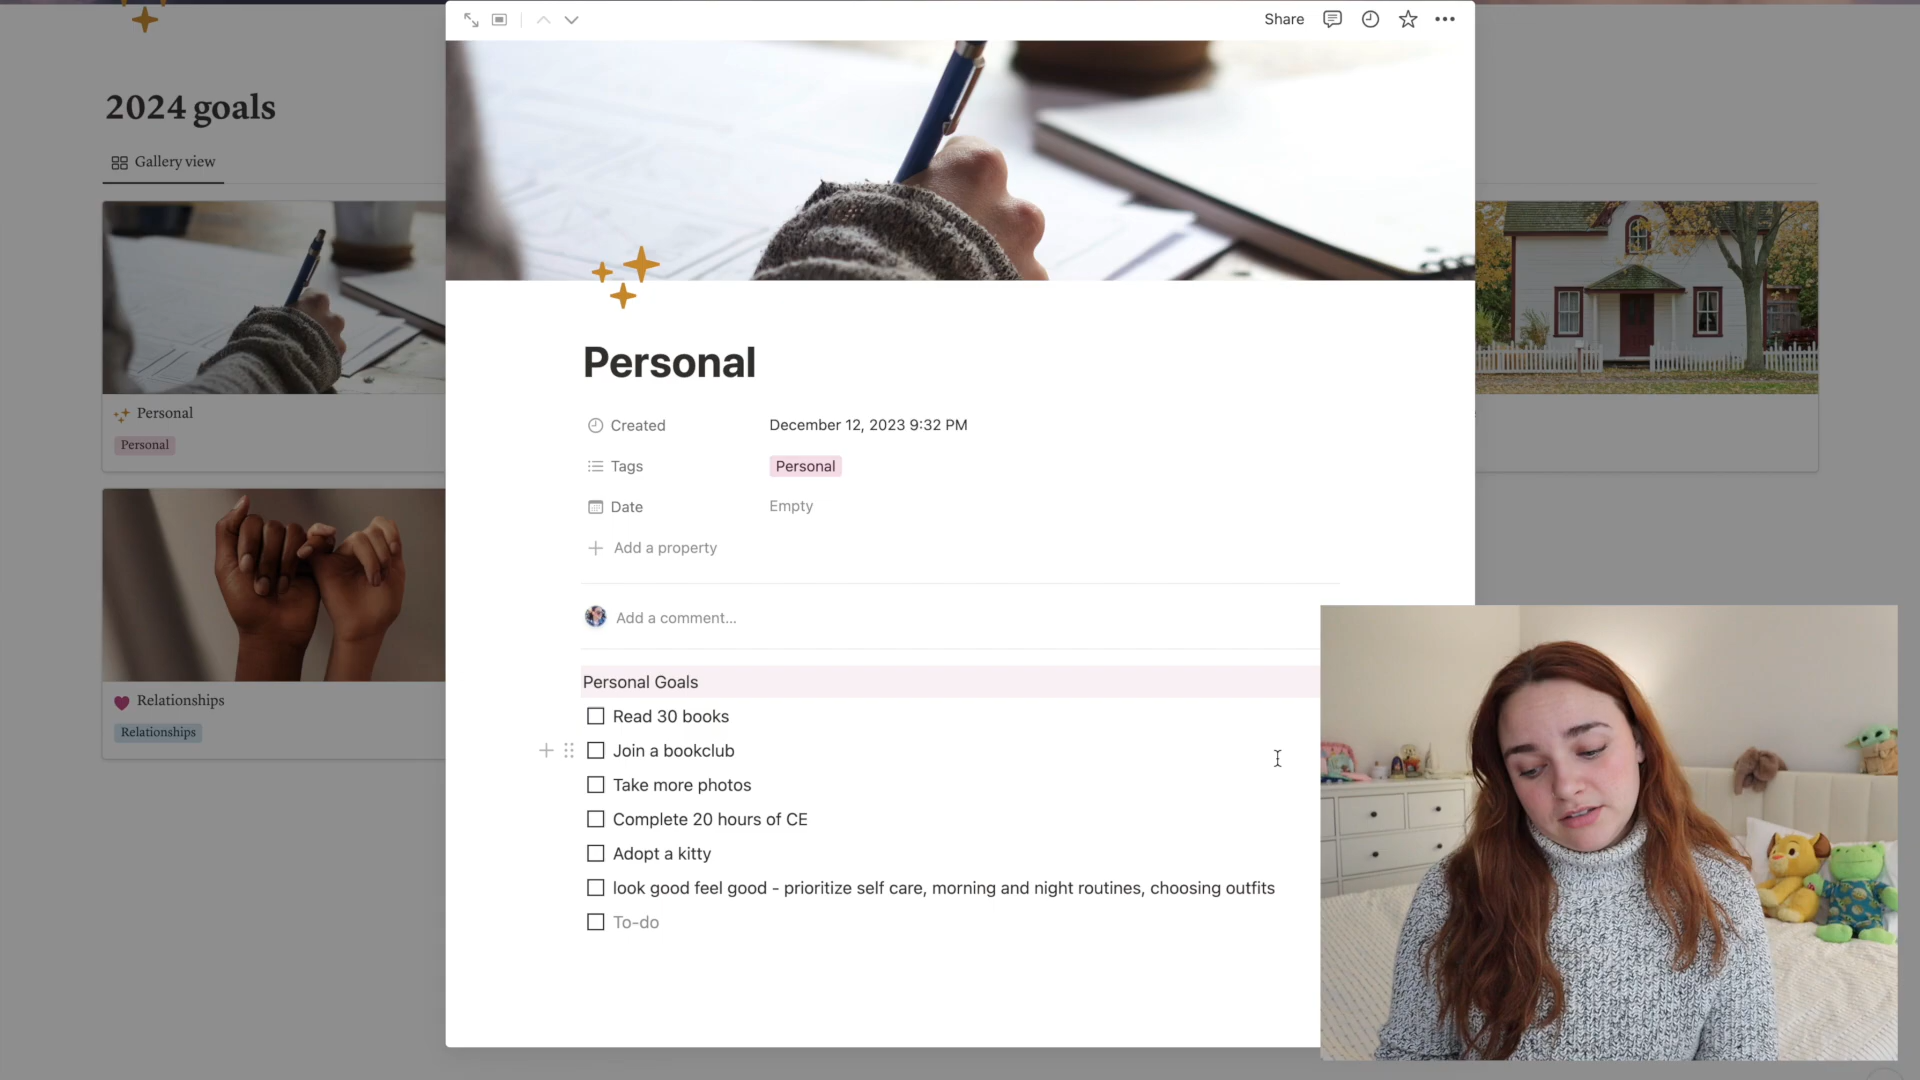 Share
2024 goals
Gallery view
Personal
Personal
Relationships
Relationships
Personal
Created December 12, 2023 9:32 PM
Tags Personal
Date Empty
Add a property
Add a comment...
Personal Goals
Read 30 books
Join a bookclub
Take more photos
Complete 20 hours of CE
Adopt a kitty
look good feel good - prioritize self care, morning and night routines, choosing outfits
To-do